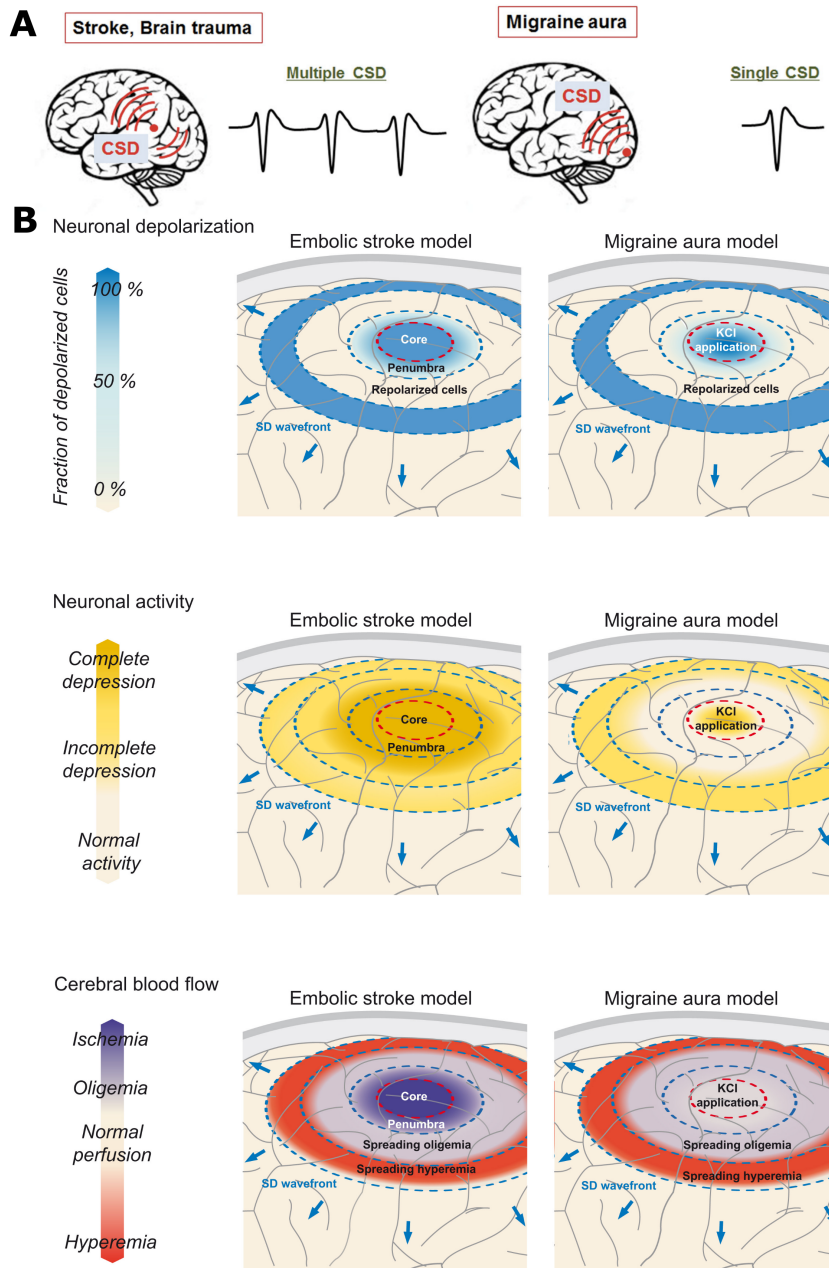 A
Stroke, Brain trauma
Migraine aura
Multiple CSD
Single CSD
CSD
CSD
B
Neuronal depolarization
Embolic stroke model
Migraine aura model
Fraction of depolarized cells
100 %
50 %
0 %
Core
Penumbra
Repolarized cells
SD wavefront
KCl
application
Repolarized cells
SD wavefront
Neuronal activity
Embolic stroke model
Migraine aura model
Complete
depression
Incomplete
depression
Normal
activity
Core
Penumbra
SD wavefront
KCl
application
SD wavefront
Cerebral blood flow
Embolic stroke model
Migraine aura model
Ischemia
Oligemia
Normal
perfusion
Hyperemia
Core
Penumbra
Spreading oligemia
Spreading hyperemia
SD wavefront
KCl
application
Spreading oligemia
Spreading hyperemia
SD wavefront